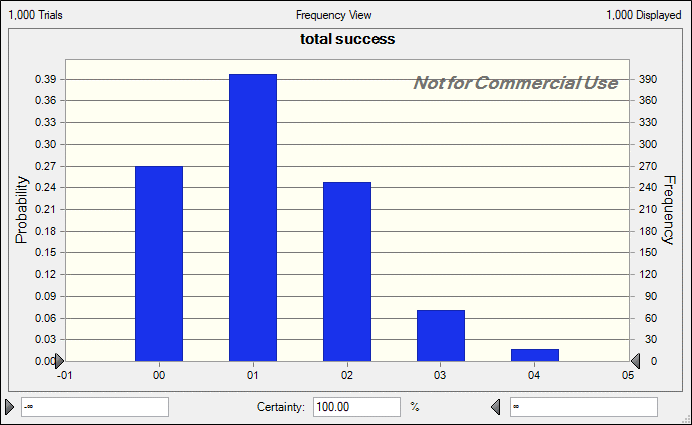 1,000 Trials Frequency View 1,000 Displayed
total success
Not for Commercial Use
0.39 390
0.36 360
0.33 330
0.30 300
0.27 270
0.24 240
0.21 210
0.18 180
0.15 150
0.12 120
0.09 90
0.06 60
0.03 30
0.00 0
Probability
Frequency
-01 00 01 02 03 04 05
-∞ Certainty: 100.00 % ∞